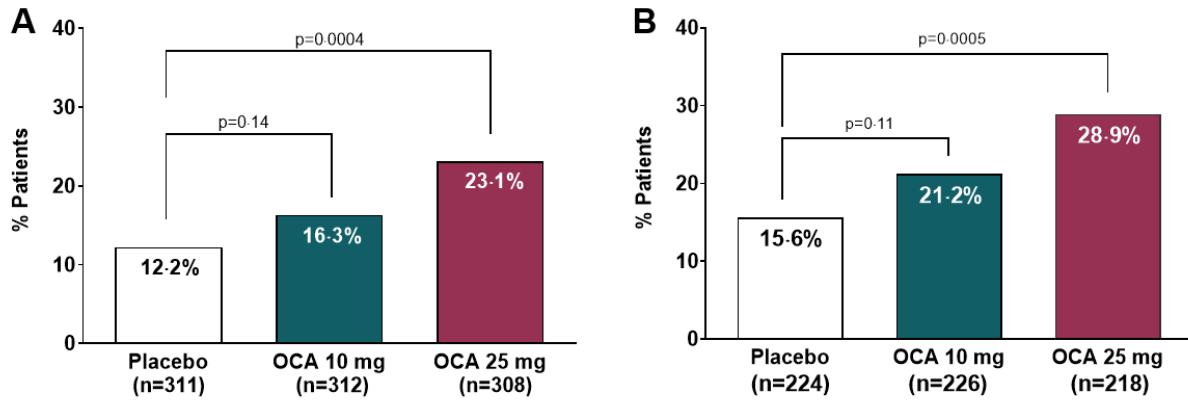 A
% Patients
40
30
20
10
0
p=0·0004
p=0·14
12·2%
16·3%
23·1%
Placebo
(n=311)
OCA 10 mg
(n=312)
OCA 25 mg
(n=308)
B
% Patients
40
30
20
10
0
p=0·0005
p=0·11
15·6%
21·2%
28·9%
Placebo
(n=224)
OCA 10 mg
(n=226)
OCA 25 mg
(n=218)